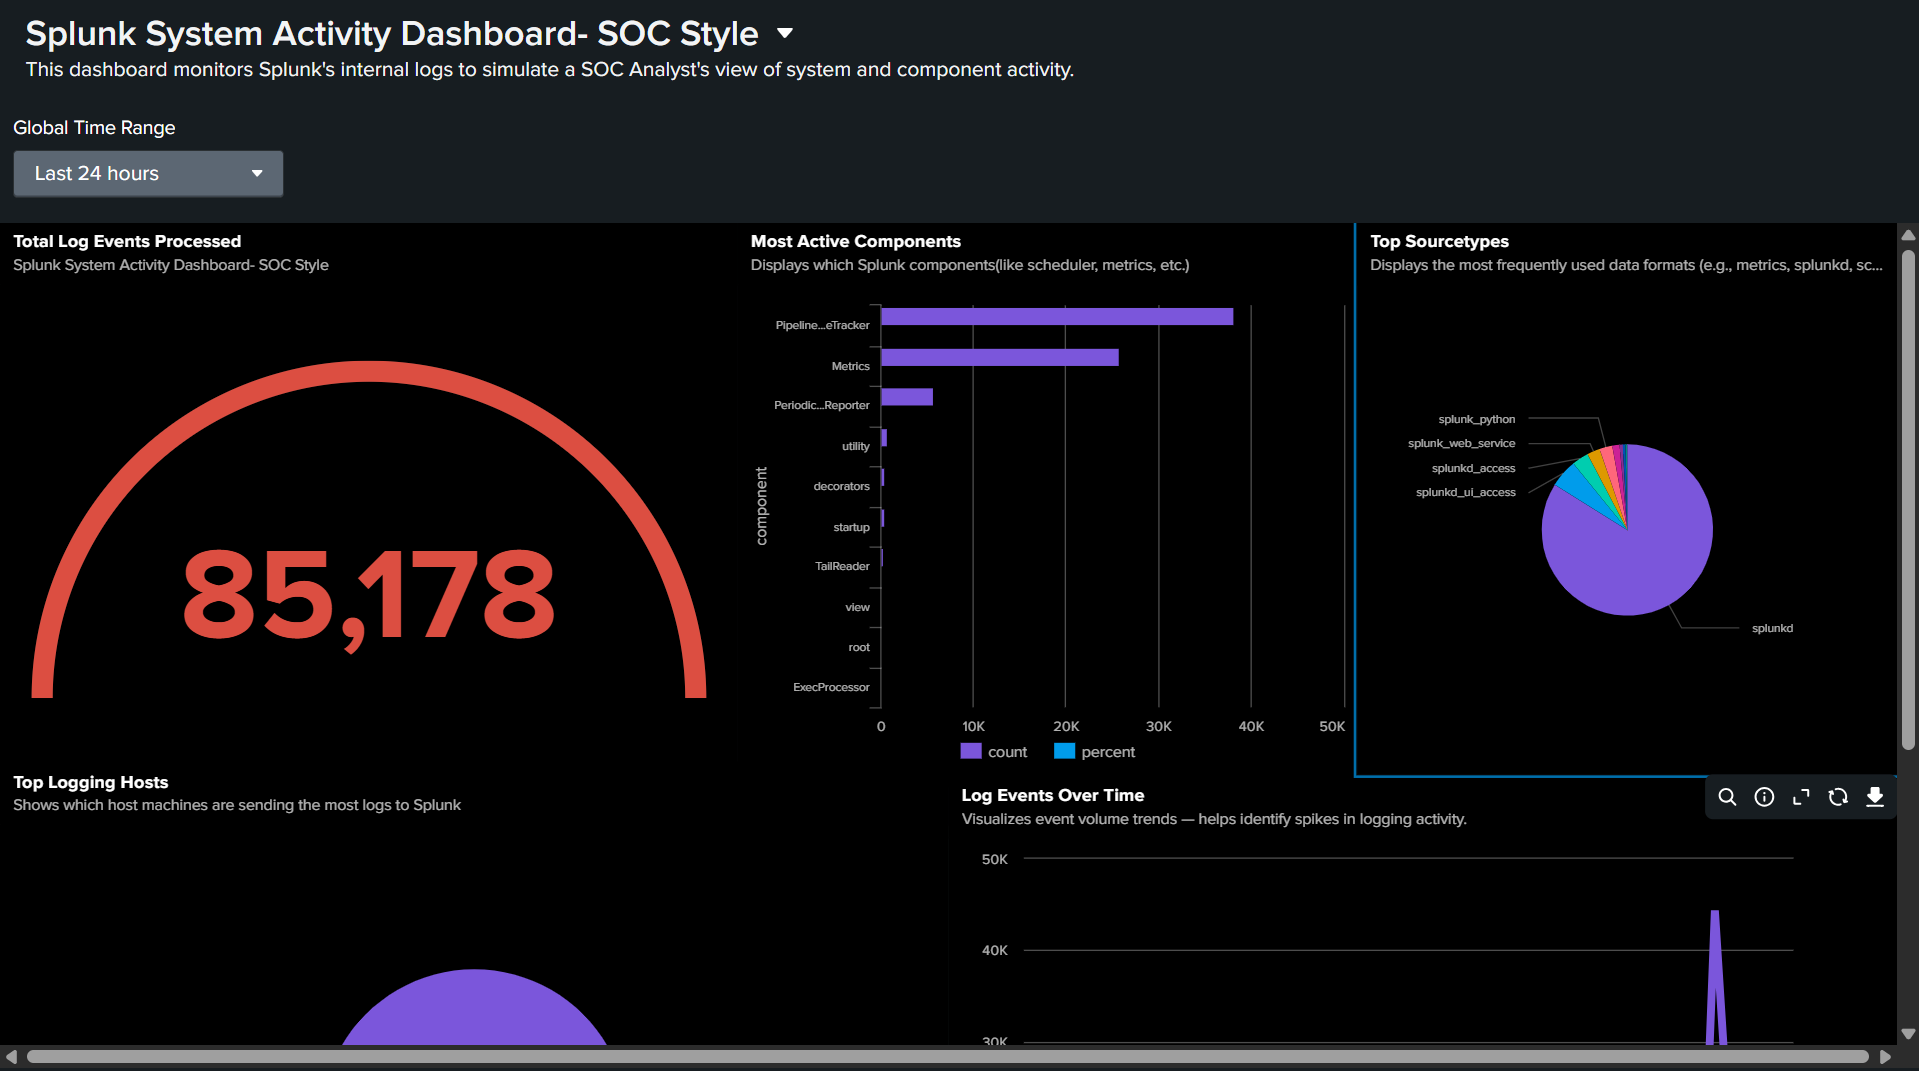 Splunk System Activity Dashboard- SOC Style
This dashboard monitors Splunk's internal logs to simulate a SOC Analyst's view of system and component activity.
Global Time Range
Last 24 hours
Total Log Events Processed
Splunk System Activity Dashboard- SOC Style
85,178
Most Active Components
Displays which Splunk components(like scheduler, metrics, etc.)
component
Pipeline...eTracker
Metrics
Periodic...Reporter
utility
decorators
startup
TailReader
view
root
ExecProcessor
0 10K 20K 30K 40K 50K
count percent
Top Sourcetypes
Displays the most frequently used data formats (e.g., metrics, splunkd, sc...
splunk_python
splunk_web_service
splunkd_access
splunkd_ui_access
splunkd
Top Logging Hosts
Shows which host machines are sending the most logs to Splunk
Log Events Over Time
Visualizes event volume trends — helps identify spikes in logging activity.
50K
40K
30K